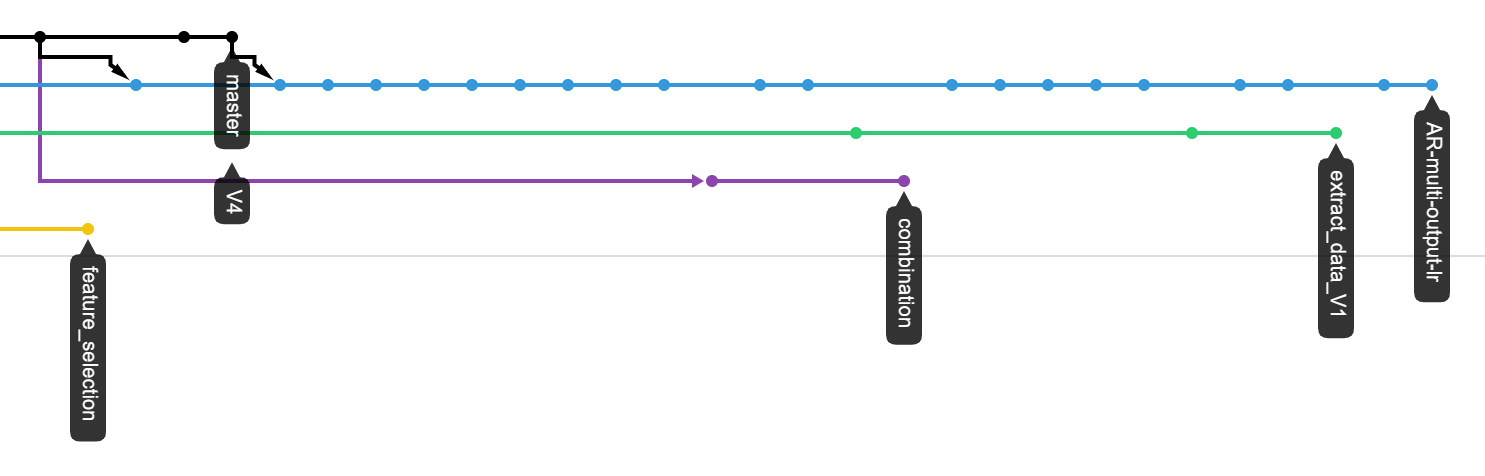 master
V4
feature_selection
combination
extract_data_V1
AR-multi-output-lr